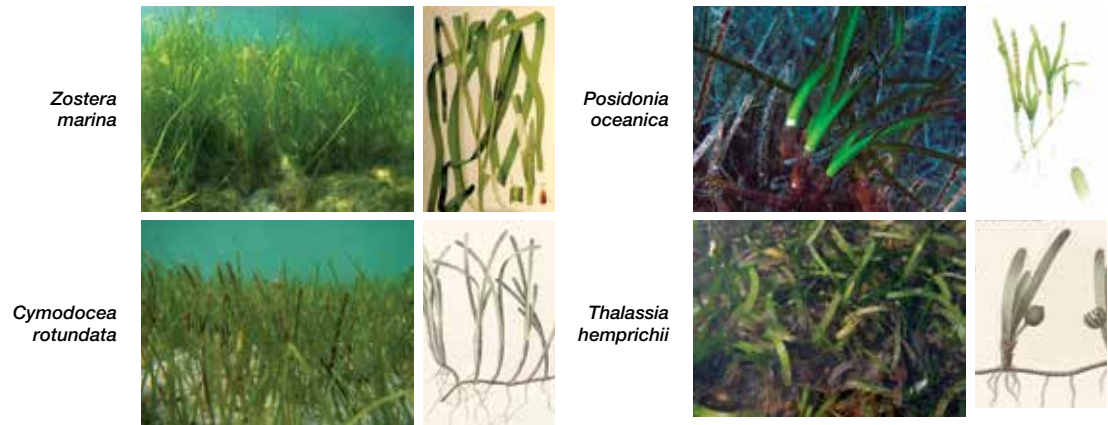 Zostera
marina
Posidonia
oceanica
Cymodocea
rotundata
Thalassia
hemprichii